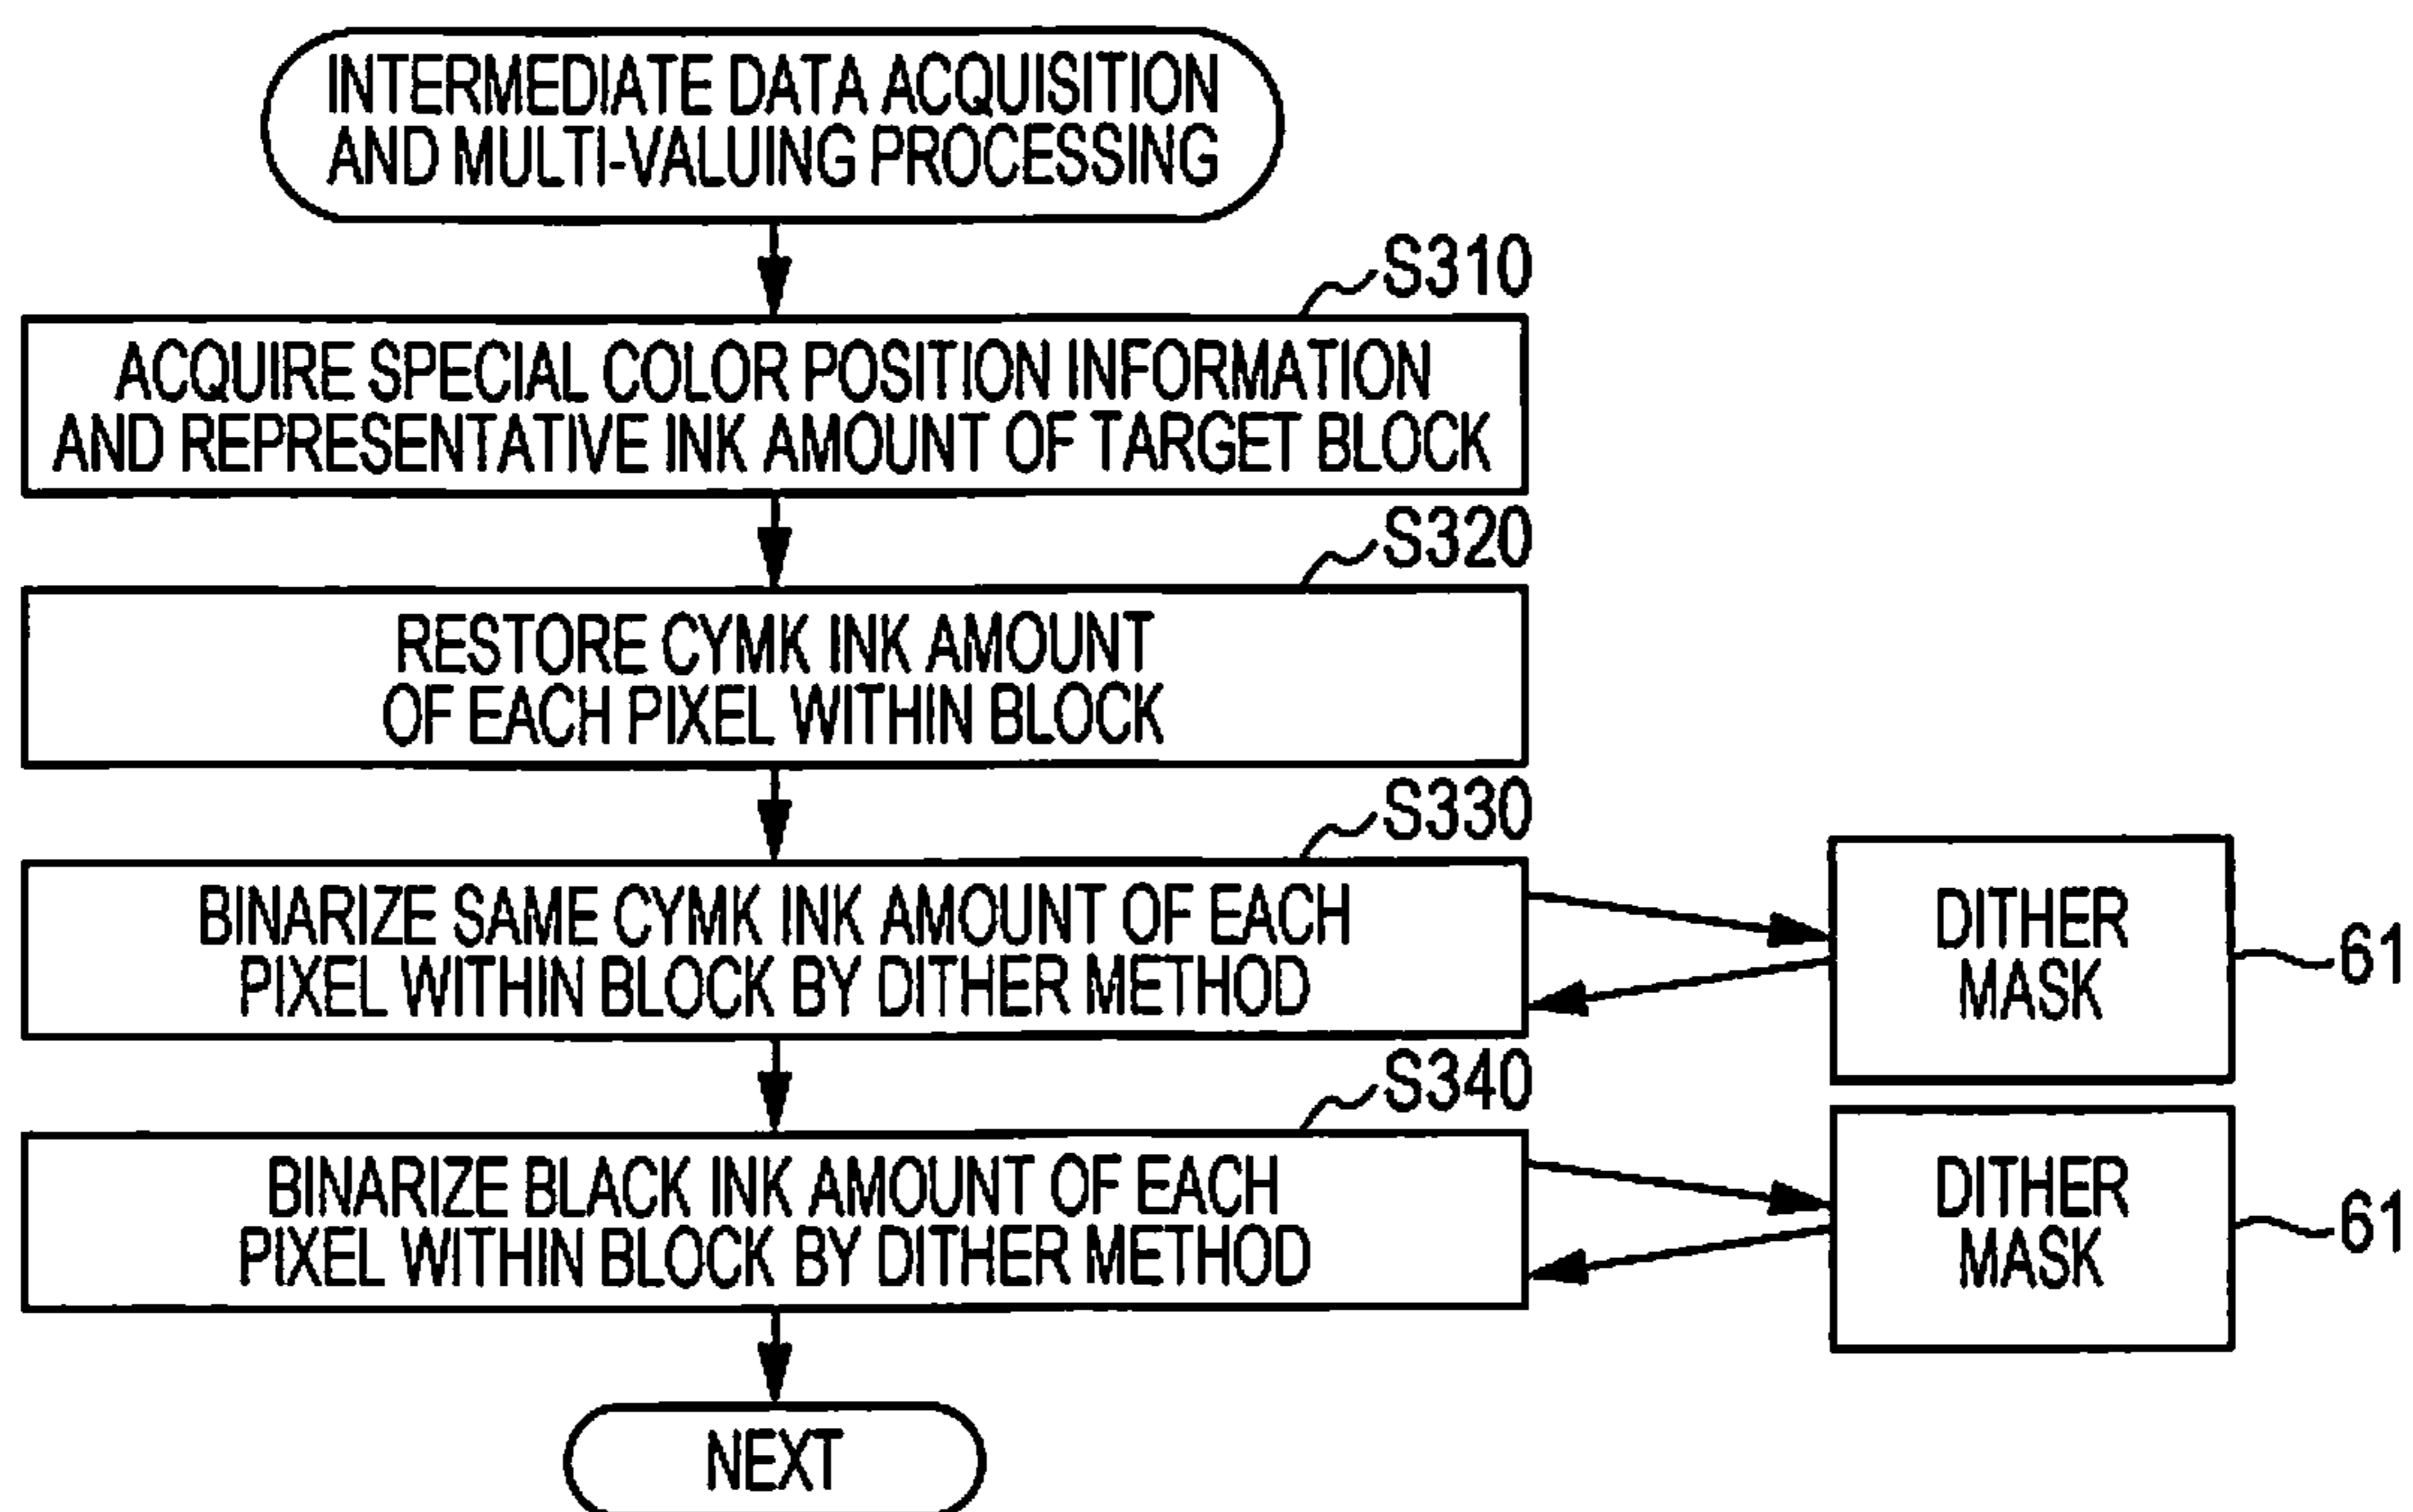 INTERMEDIATE DATA ACQUISITION
AND MULTI-VALUING PROCESSING
S310
ACQUIRE SPECIAL COLOR POSITION INFORMATION
AND REPRESENTATIVE INK AMOUNT OF TARGET BLOCK
S320
RESTORE CYMK INK AMOUNT
OF EACH PIXEL WITHIN BLOCK
S330
BINARIZE SAME CYMK INK AMOUNT OF EACH
PIXEL WITHIN BLOCK BY DITHER METHOD
DITHER
MASK
61
S340
BINARIZE BLACK INK AMOUNT OF EACH
PIXEL WITHIN BLOCK BY DITHER METHOD
DITHER
MASK
61
NEXT